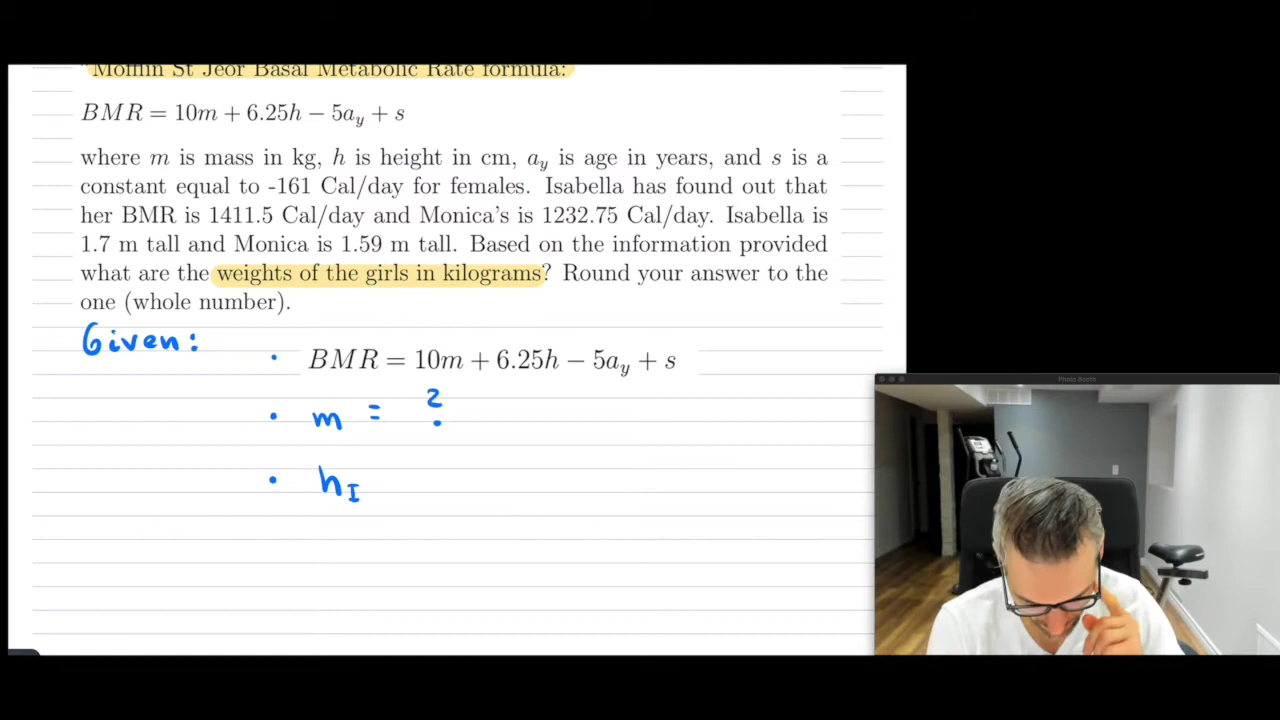 "Mofflin St Jeor Basal Metabolic Rate formula:
BMR = 10m + 6.25h − 5a_y + s
where m is mass in kg, h is height in cm, a_y is age in years, and s is a
constant equal to -161 Cal/day for females. Isabella has found out that
her BMR is 1411.5 Cal/day and Monica's is 1232.75 Cal/day. Isabella is
1.7 m tall and Monica is 1.59 m tall. Based on the information provided
what are the weights of the girls in kilograms? Round your answer to the
one (whole number).
Given:
• BMR = 10m + 6.25h − 5a_y + s
• m = ?
• h_I
Photo Booth